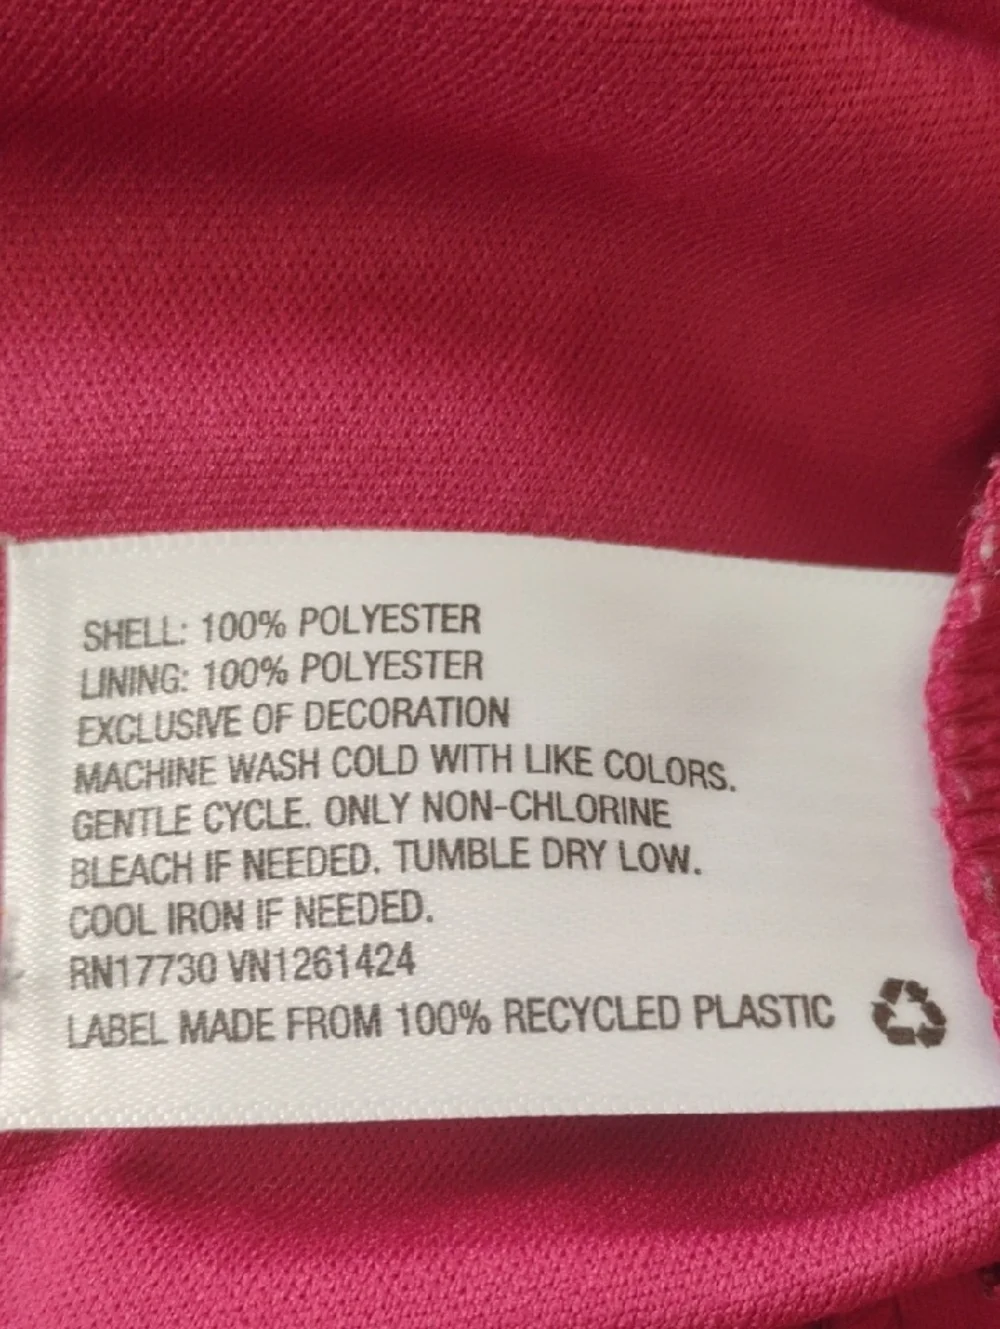 SHELL: 100% POLYESTER
LINING: 100% POLYESTER
EXCLUSIVE OF DECORATION
MACHINE WASH COLD WITH LIKE COLORS.
GENTLE CYCLE. ONLY NON-CHLORINE
BLEACH IF NEEDED. TUMBLE DRY LOW.
COOL IRON IF NEEDED.
RN17730 VN1261424
LABEL MADE FROM 100% RECYCLED PLASTIC